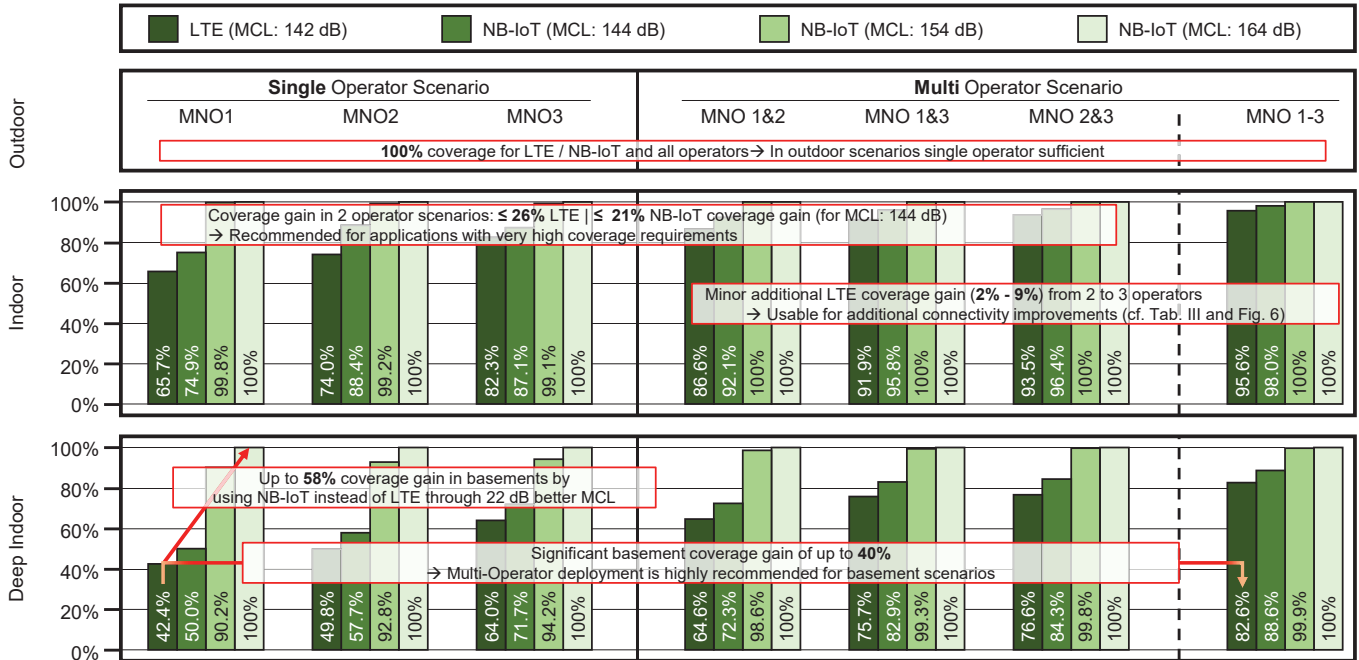 LTE (MCL: 142 dB) NB-IoT (MCL: 144 dB) NB-IoT (MCL: 154 dB) NB-IoT (MCL: 164 dB)
Outdoor
Single Operator Scenario Multi Operator Scenario
MNO1 MNO2 MNO3 MNO 1&2 MNO 1&3 MNO 2&3 MNO 1-3
100% coverage for LTE / NB-IoT and all operators→ In outdoor scenarios single operator sufficient
Indoor
100%
80%
60%
40%
20%
0%
Coverage gain in 2 operator scenarios: ≤ 26% LTE | ≤ 21% NB-IoT coverage gain (for MCL: 144 dB)
→ Recommended for applications with very high coverage requirements
Minor additional LTE coverage gain (2% - 9%) from 2 to 3 operators
→ Usable for additional connectivity improvements (cf. Tab. III and Fig. 6)
65.7% 74.9% 99.8% 100% 74.0% 88.4% 99.2% 100% 82.3% 87.1% 99.1% 100% 86.6% 92.1% 100% 100% 91.9% 95.8% 100% 100% 93.5% 96.4% 100% 100% 95.6% 98.0% 100% 100%
Deep Indoor
100%
80%
60%
40%
20%
0%
Up to 58% coverage gain in basements by
using NB-IoT instead of LTE through 22 dB better MCL
Significant basement coverage gain of up to 40%
→ Multi-Operator deployment is highly recommended for basement scenarios
42.4% 50.0% 90.2% 100% 49.8% 57.7% 92.8% 100% 64.0% 71.7% 94.2% 100% 64.6% 72.3% 98.6% 100% 75.7% 82.9% 99.3% 100% 76.6% 84.3% 99.8% 100% 82.6% 88.6% 99.9% 100%